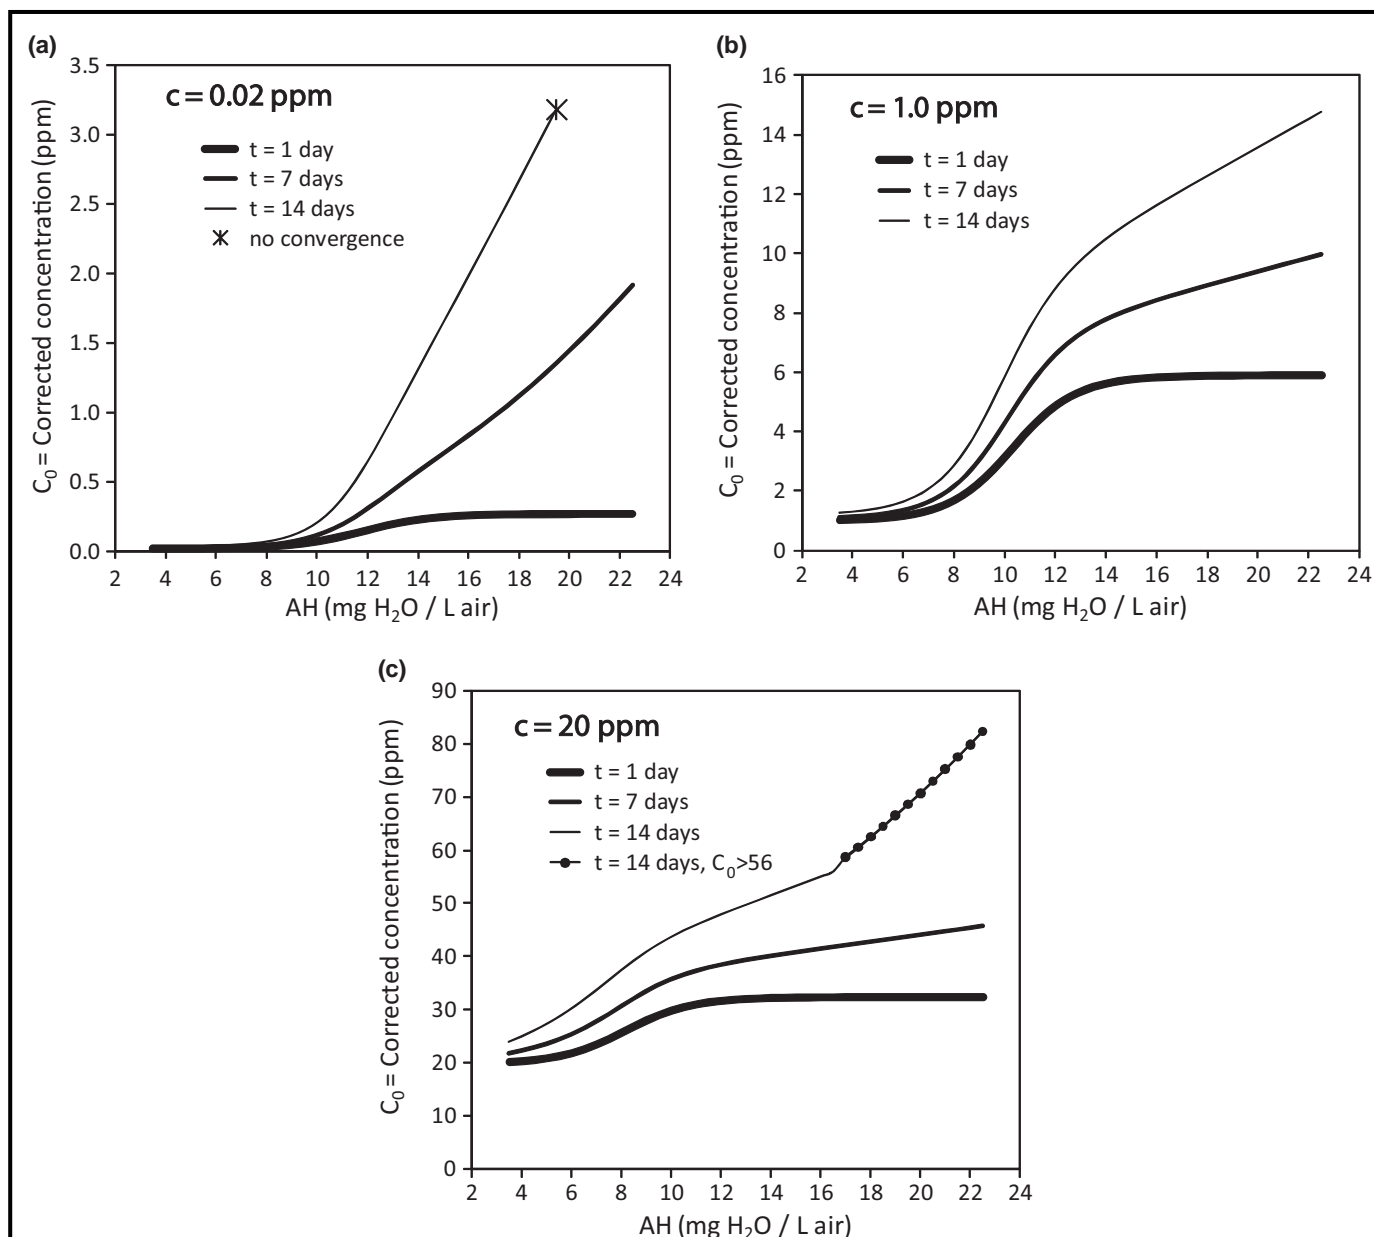 (a)
3.5
3.0
2.5
2.0
1.5
1.0
0.5
0.0
C₀ = Corrected concentration (ppm)
c = 0.02 ppm
t = 1 day
t = 7 days
t = 14 days
no convergence
2 4 6 8 10 12 14 16 18 20 22 24
AH (mg H₂O / L air)
(b)
16
14
12
10
8
6
4
2
0
C₀ = Corrected concentration (ppm)
c = 1.0 ppm
t = 1 day
t = 7 days
t = 14 days
2 4 6 8 10 12 14 16 18 20 22 24
AH (mg H₂O / L air)
(c)
90
80
70
60
50
40
30
20
10
0
C₀ = Corrected concentration (ppm)
c = 20 ppm
t = 1 day
t = 7 days
t = 14 days
t = 14 days, C₀>56
2 4 6 8 10 12 14 16 18 20 22 24
AH (mg H₂O / L air)